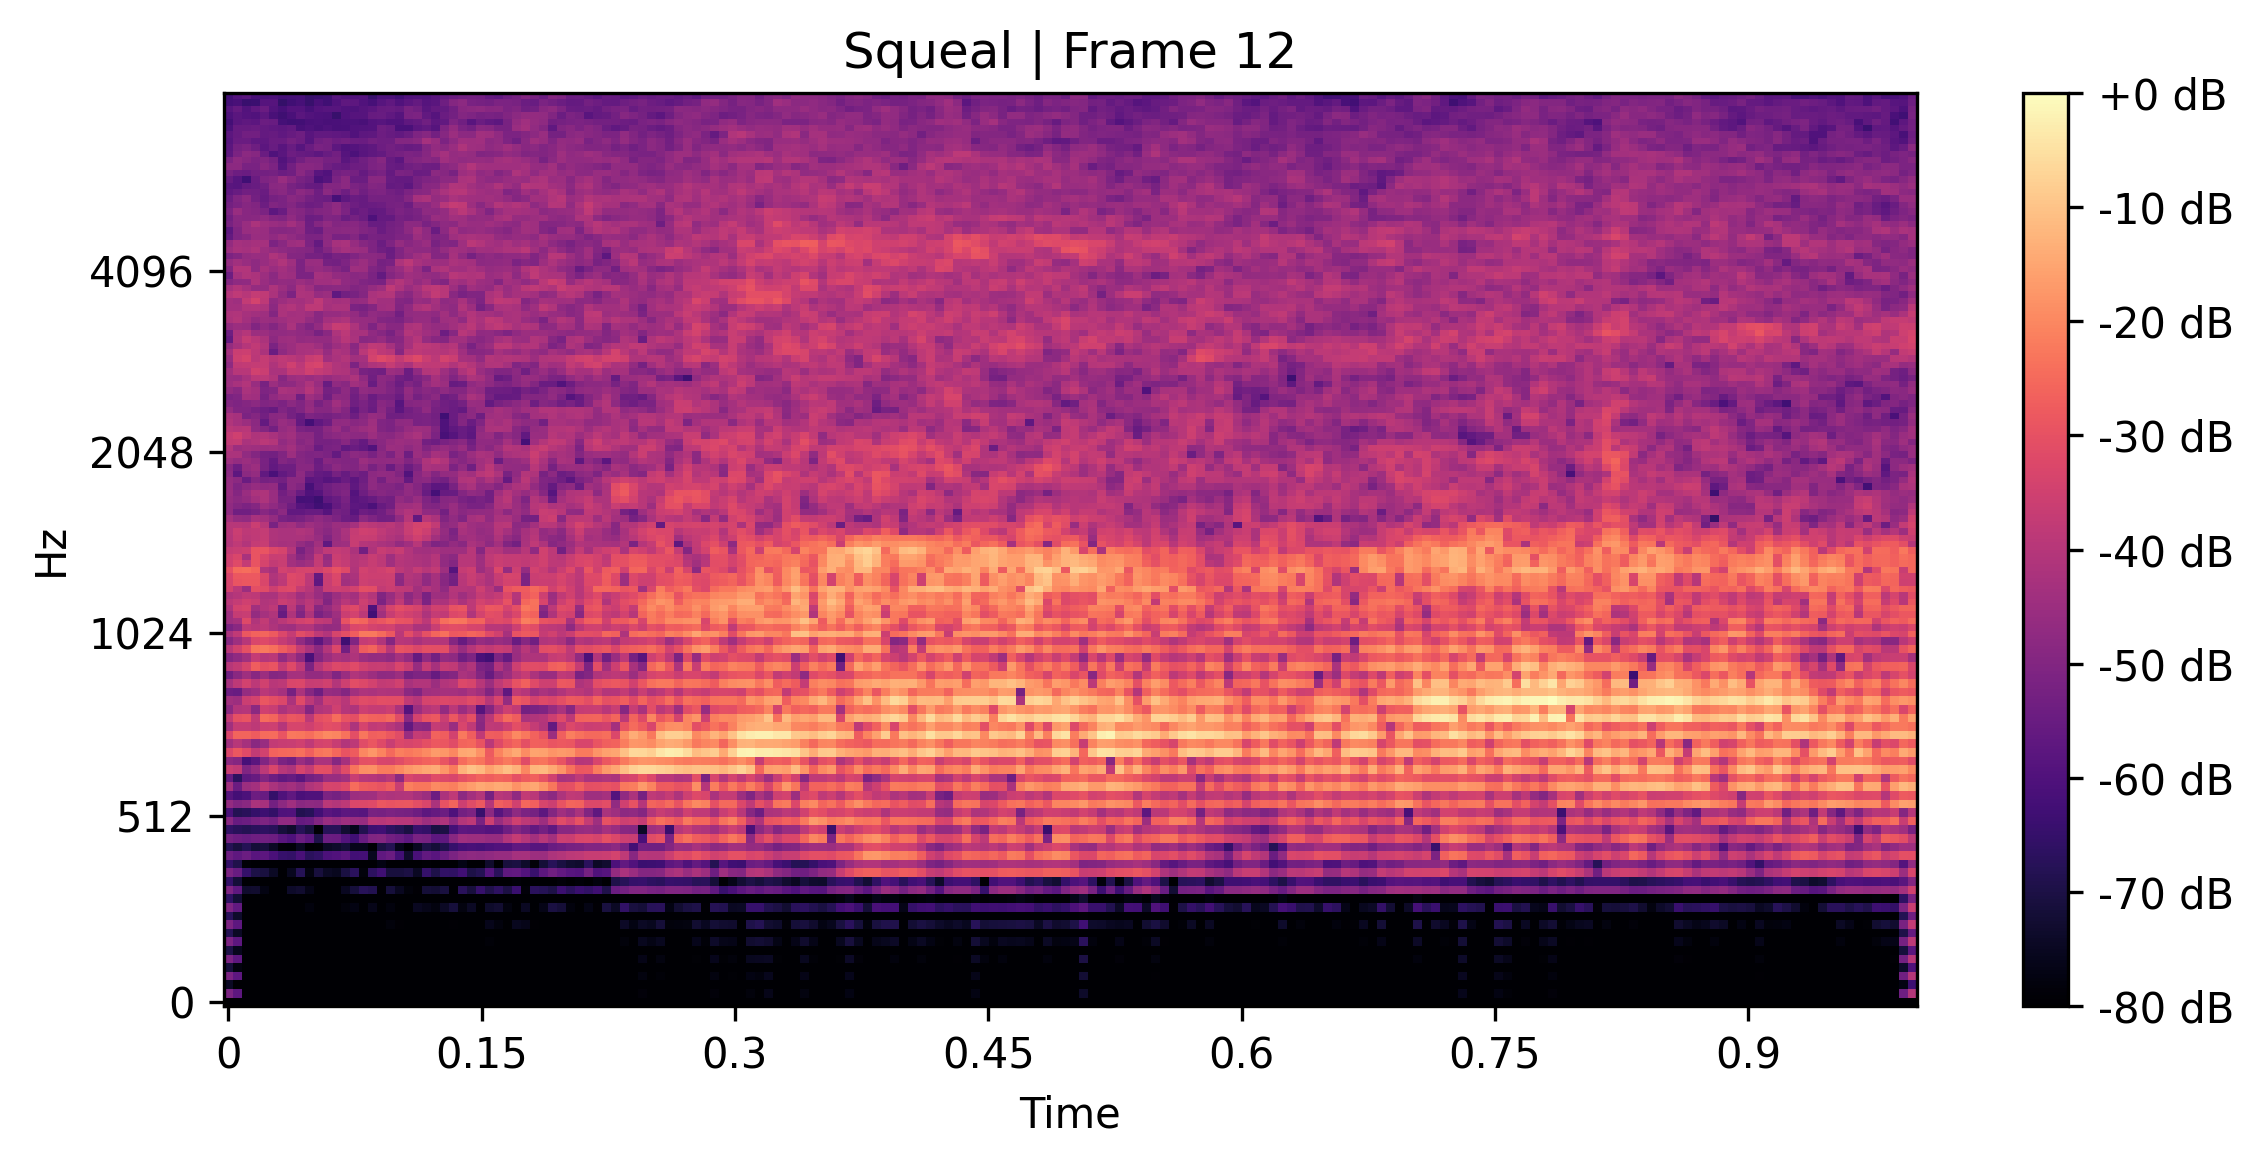 Squeal | Frame 12
Hz
4096
2048
1024
512
0
0 0.15 0.3 0.45 0.6 0.75 0.9
Time
+0 dB
-10 dB
-20 dB
-30 dB
-40 dB
-50 dB
-60 dB
-70 dB
-80 dB